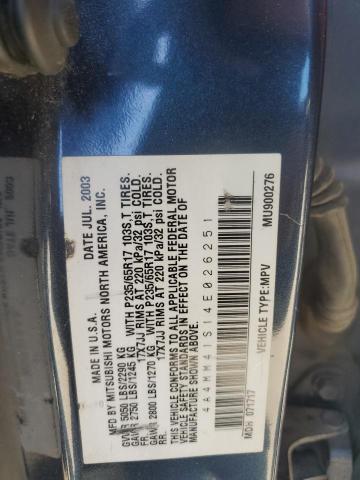 MADE IN U.S.A. DATE JUL. 2003
BY MITSUBISHI MOTORS NORTH AMERICA, INC.
GVWR 5050 LBS/2290 KG
GAWR 2750 LBS/1245 KG WITH P235/65R17 103S,T TIRES.
FR. 17X7JJ RIMS AT 220 kPa/32 psi COLD.
GAWR 2800 LBS/1270 KG WITH P235/65R17 103S,T TIRES.
RR. 17X7JJ RIMS AT 220 kPa/32 psi COLD.
THIS VEHICLE CONFORMS TO ALL APPLICABLE FEDERAL MOTOR
VEHICLE SAFETY STANDARDS IN EFFECT ON THE DATE OF
MANUFACTURE SHOWN ABOVE.
4A4MM41S14E026251
MDH 071717 VEHICLE TYPE:MPV MU900276